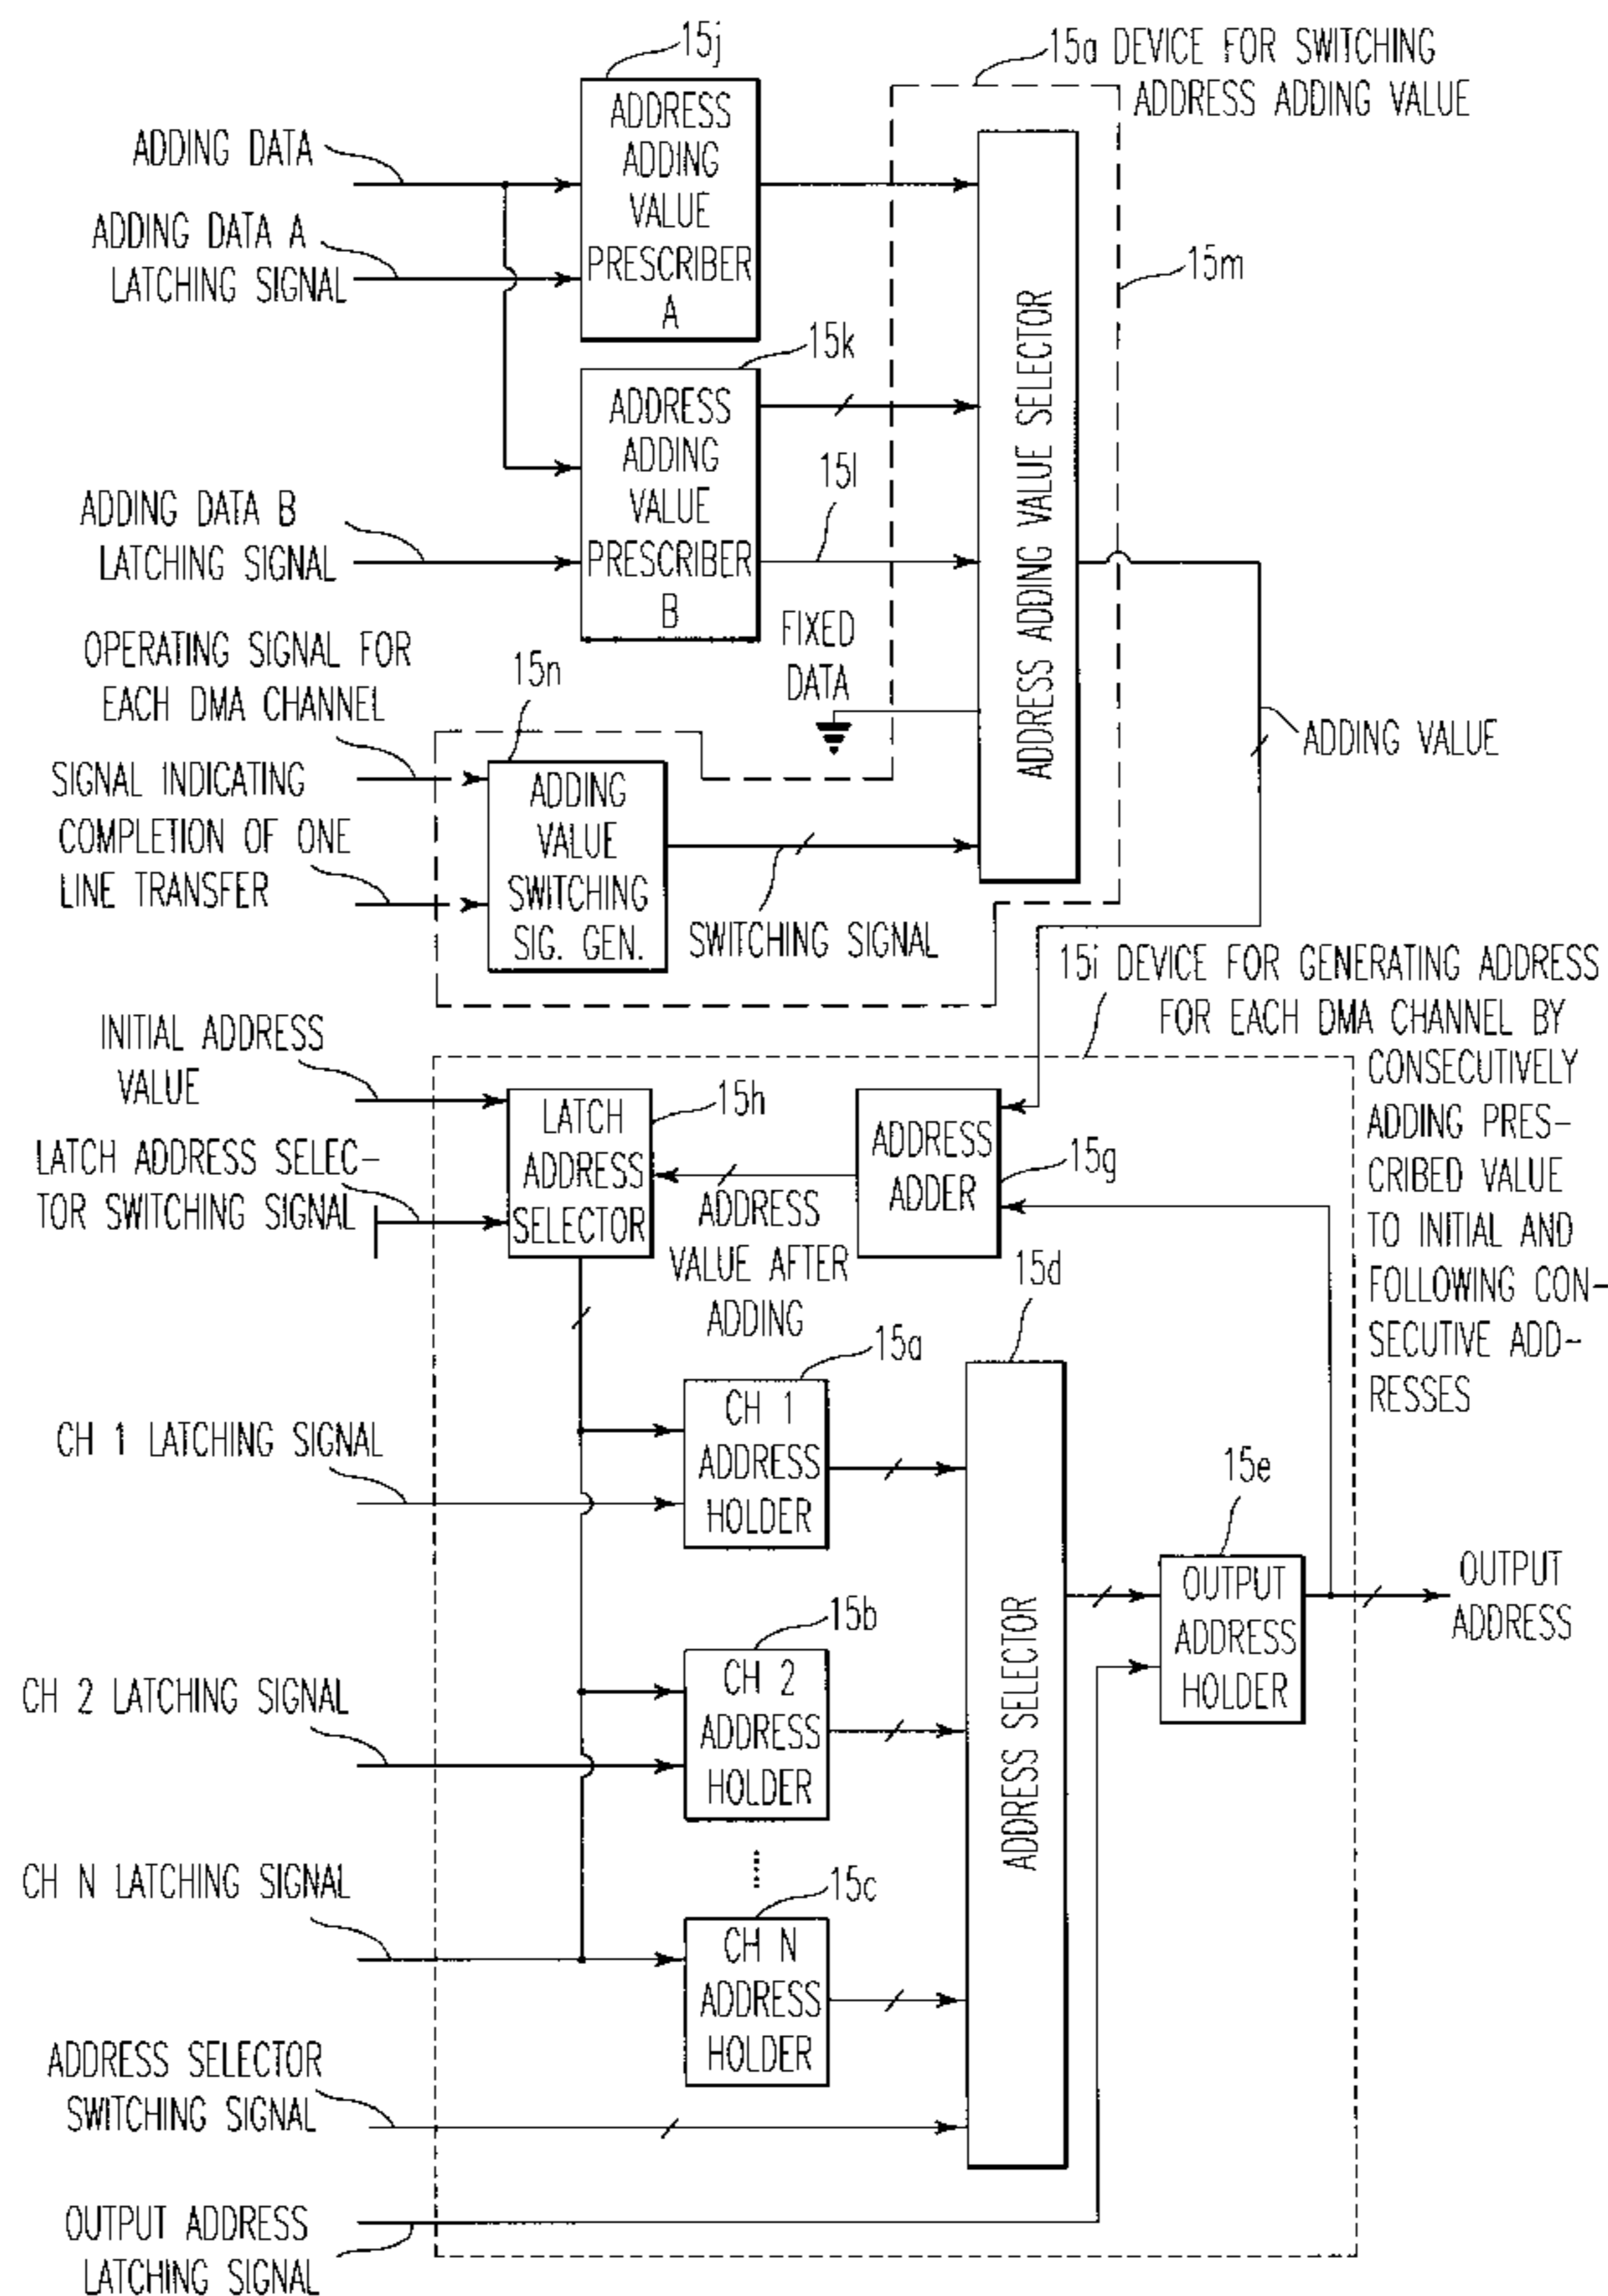 15j
15a DEVICE FOR SWITCHING
ADDRESS ADDING VALUE
ADDING DATA
ADDRESS
ADDING
VALUE
PRESCRIBER
A
ADDING DATA A
LATCHING SIGNAL
15m
15k
ADDRESS
ADDING
VALUE
PRESCRIBER
B
15l
ADDRESS ADDING VALUE SELECTOR
ADDING DATA B
LATCHING SIGNAL
FIXED
DATA
OPERATING SIGNAL FOR
EACH DMA CHANNEL
15n
ADDING VALUE
SIGNAL INDICATING
COMPLETION OF ONE
LINE TRANSFER
ADDING
VALUE
SWITCHING
SIG. GEN.
SWITCHING SIGNAL
15i DEVICE FOR GENERATING ADDRESS
FOR EACH DMA CHANNEL BY
CONSECUTIVELY
ADDING PRES-
CRIBED VALUE
TO INITIAL AND
FOLLOWING CON-
SECUTIVE ADD-
RESSES
INITIAL ADDRESS
VALUE
LATCH
ADDRESS
SELECTOR
15h
ADDRESS
ADDER
15g
LATCH ADDRESS SELEC-
TOR SWITCHING SIGNAL
ADDRESS
VALUE AFTER
ADDING
15d
15a
CH 1
ADDRESS
HOLDER
CH 1 LATCHING SIGNAL
15e
OUTPUT
ADDRESS
HOLDER
OUTPUT
ADDRESS
ADDRESS SELECTOR
15b
CH 2
ADDRESS
HOLDER
CH 2 LATCHING SIGNAL
CH N LATCHING SIGNAL
15c
CH N
ADDRESS
HOLDER
ADDRESS SELECTOR
SWITCHING SIGNAL
OUTPUT ADDRESS
LATCHING SIGNAL